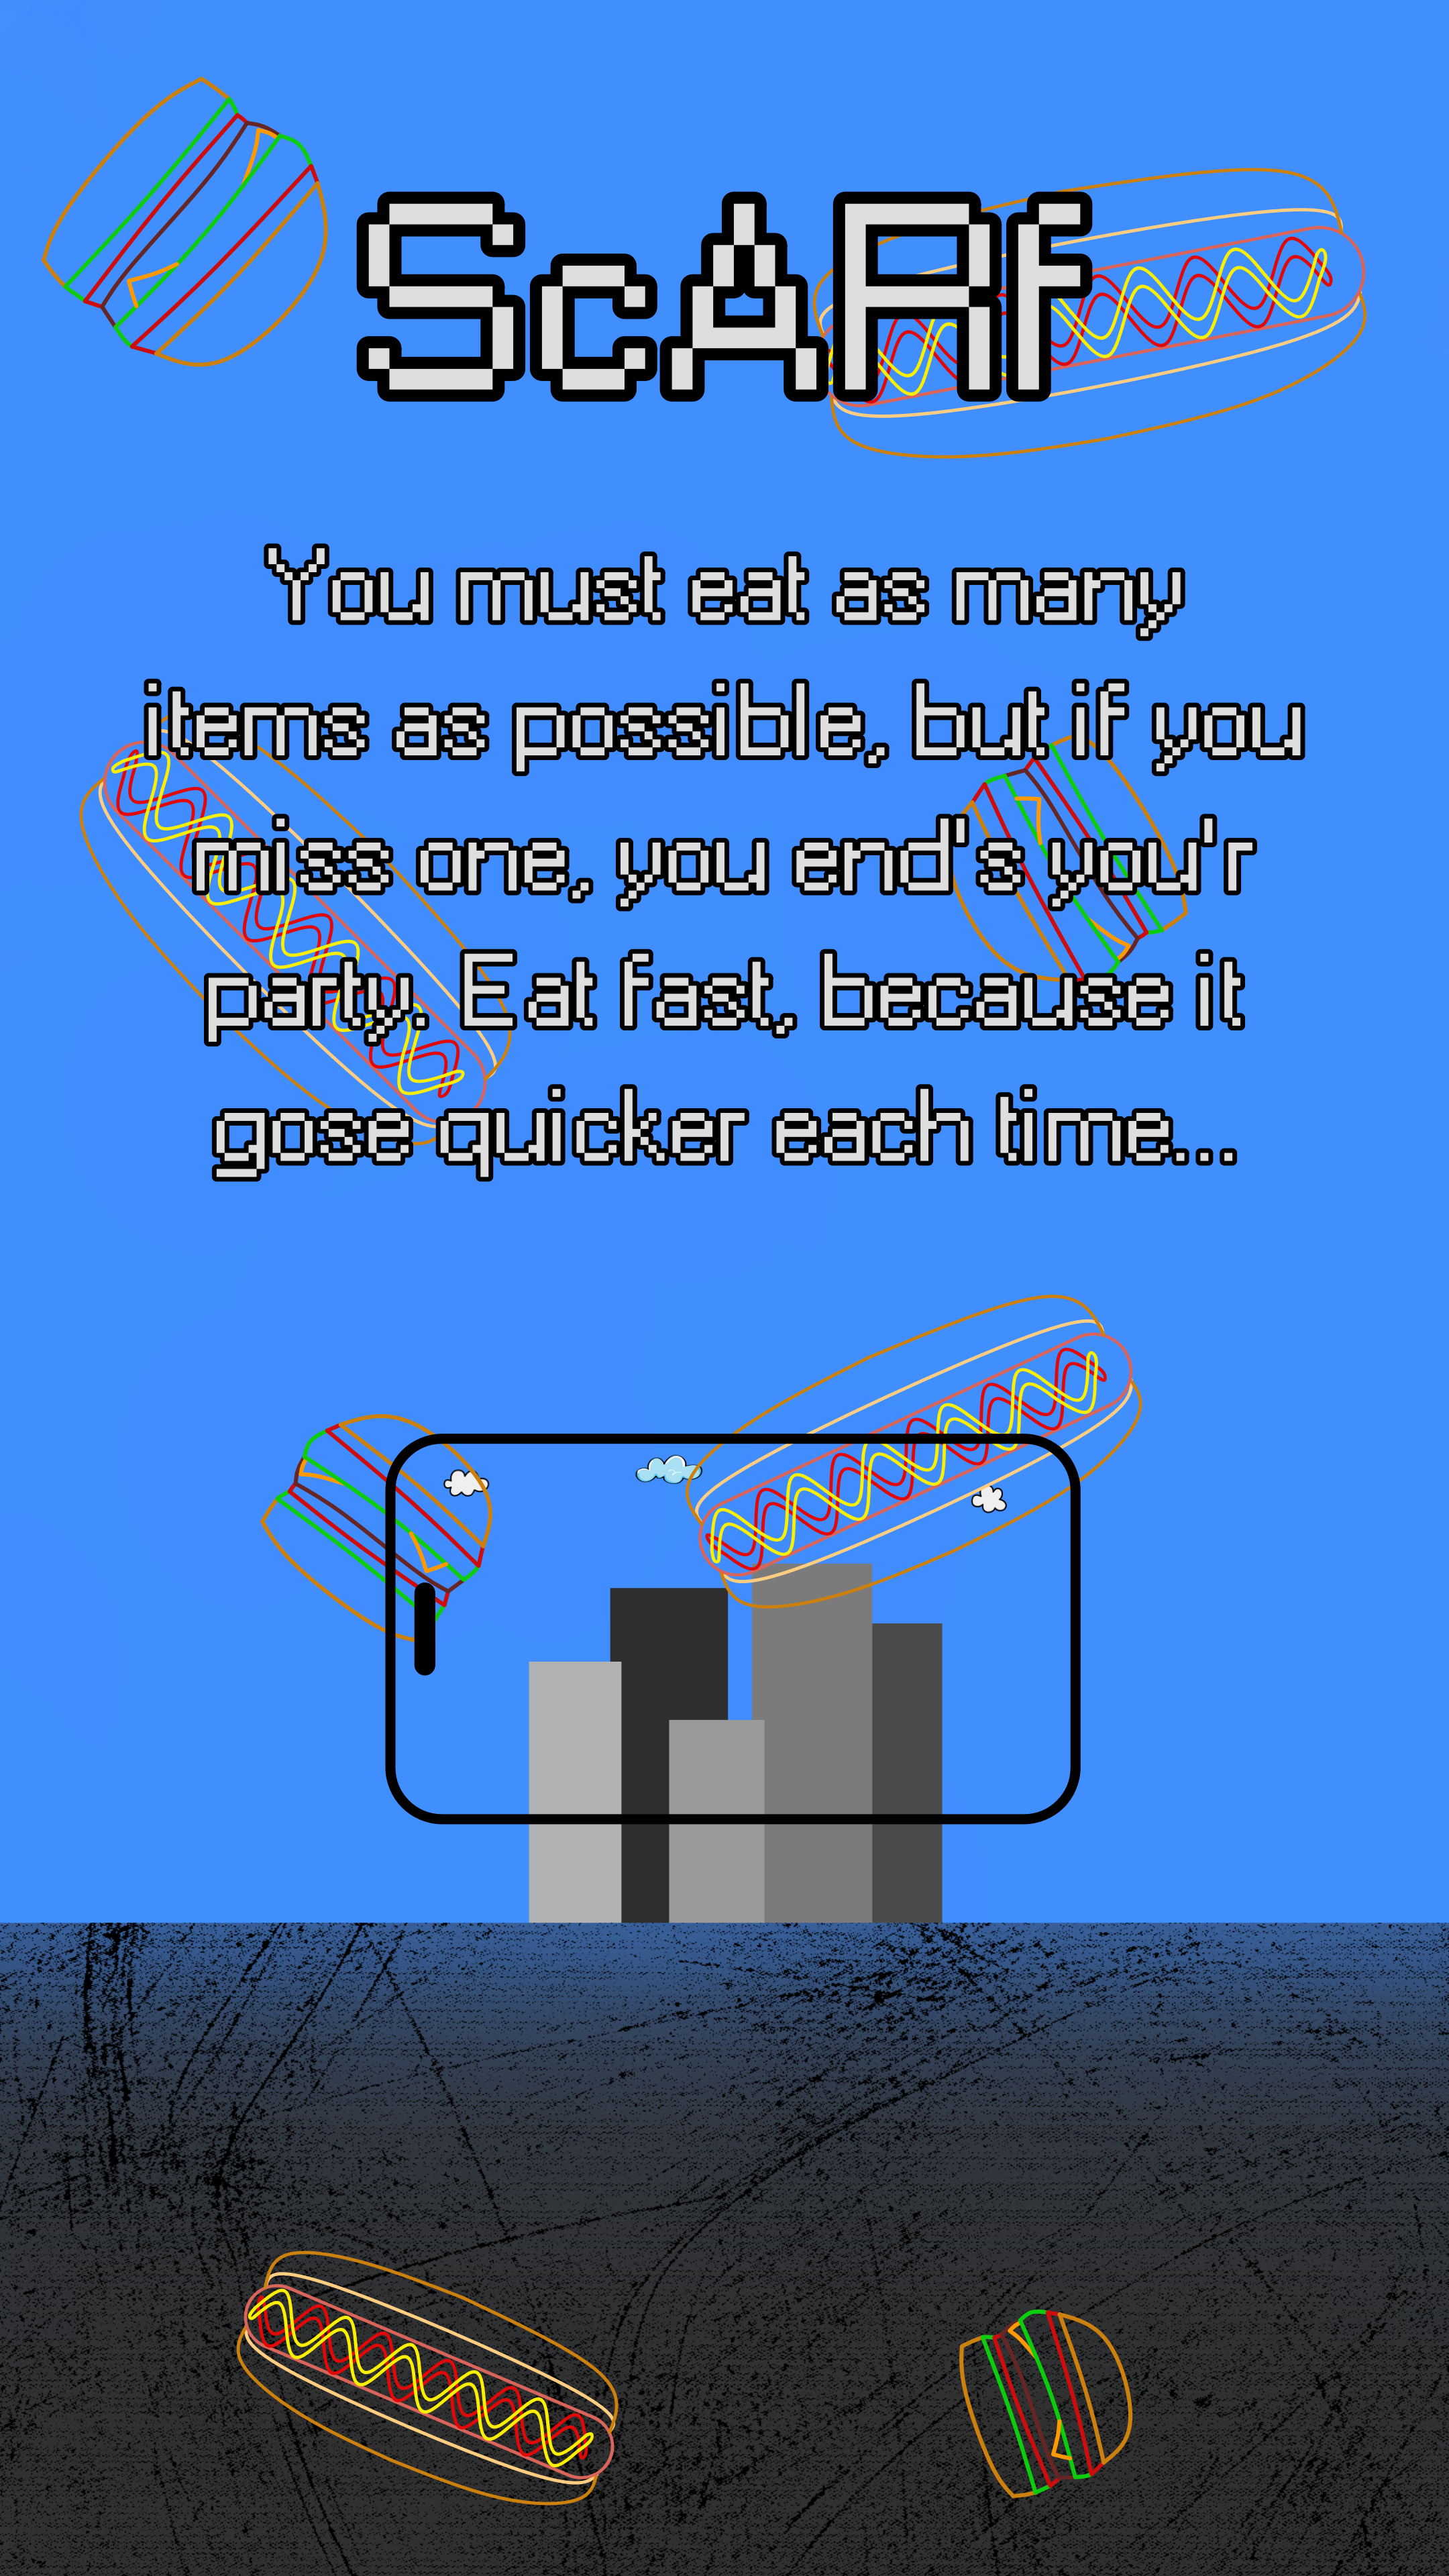 ScARf
You must eat as many
items as possible, but if you
miss one, you end's you'r
party. Eat fast, because it
gose quicker each time...